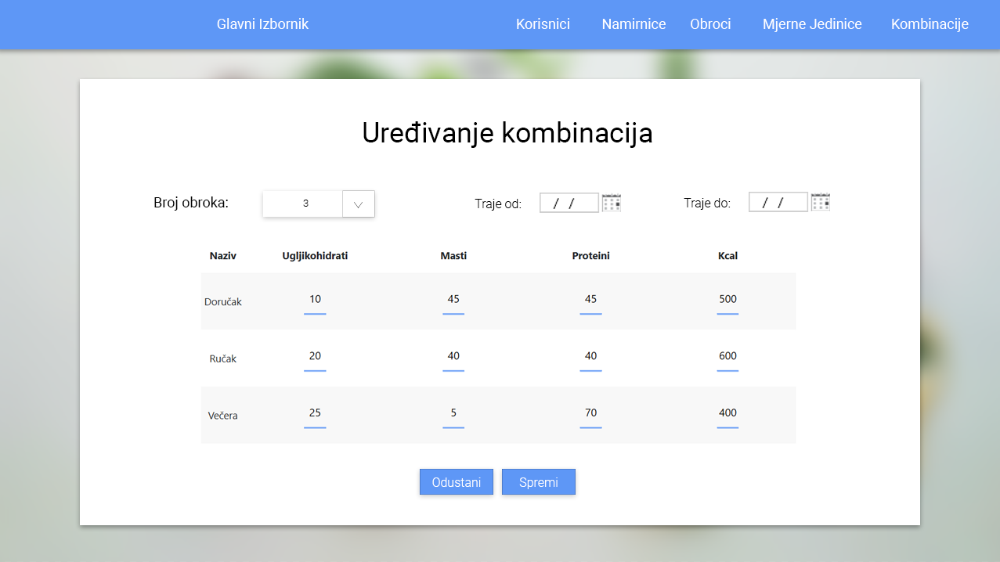 Glavni Izbornik Korisnici Namirnice Obroci Mjerne Jedinice Kombinacije
Uređivanje kombinacija
Broj obroka: 3 Traje od: / / Traje do: / /
Naziv Ugljikohidrati Masti Proteini Kcal
Doručak 10 45 45 500
Ručak 20 40 40 600
Večera 25 5 70 400
Odustani Spremi